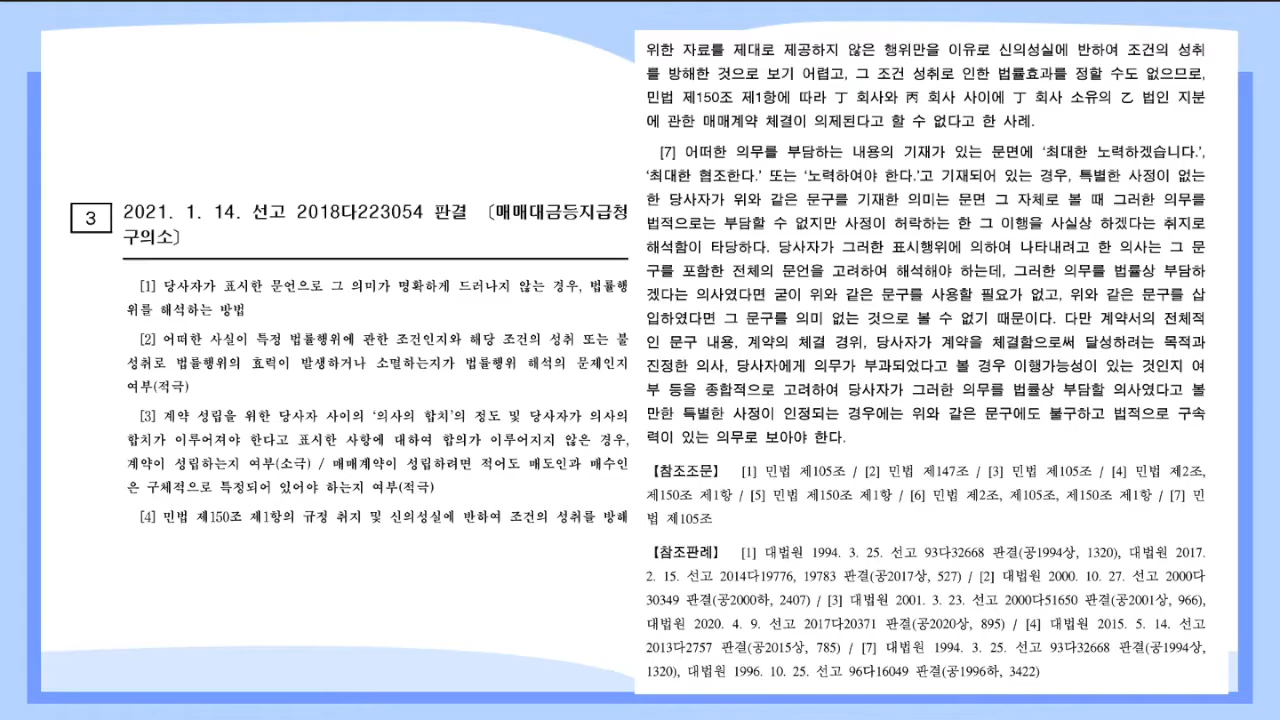 3
2021. 1. 14. 선고 2018다223054 판결 〔매매대금등지급청
구의소〕
[1] 당사자가 표시한 문언으로 그 의미가 명확하게 드러나지 않는 경우, 법률행
위를 해석하는 방법
[2] 어떠한 사실이 특정 법률행위에 관한 조건인지와 해당 조건의 성취 또는 불
성취로 법률행위의 효력이 발생하거나 소멸하는지가 법률행위 해석의 문제인지
여부(적극)
[3] 계약 성립을 위한 당사자 사이의 ‘의사의 합치’의 정도 및 당사자가 의사의
합치가 이루어져야 한다고 표시한 사항에 대하여 합의가 이루어지지 않은 경우,
계약이 성립하는지 여부(소극) / 매매계약이 성립하려면 적어도 매도인과 매수인
은 구체적으로 특정되어 있어야 하는지 여부(적극)
[4] 민법 제150조 제1항의 규정 취지 및 신의성실에 반하여 조건의 성취를 방해
위한 자료를 제대로 제공하지 않은 행위만을 이유로 신의성실에 반하여 조건의 성취
를 방해한 것으로 보기 어렵고, 그 조건 성취로 인한 법률효과를 정할 수도 없으므로,
민법 제150조 제1항에 따라 丁 회사와 丙 회사 사이에 丁 회사 소유의 乙 법인 지분
에 관한 매매계약 체결이 의제된다고 할 수 없다고 한 사례.
[7] 어떠한 의무를 부담하는 내용의 기재가 있는 문면에 ‘최대한 노력하겠습니다.’,
‘최대한 협조한다.’ 또는 ‘노력하여야 한다.’고 기재되어 있는 경우, 특별한 사정이 없는
한 당사자가 위와 같은 문구를 기재한 의미는 문면 그 자체로 볼 때 그러한 의무를
법적으로는 부담할 수 없지만 사정이 허락하는 한 그 이행을 사실상 하겠다는 취지로
해석함이 타당하다. 당사자가 그러한 표시행위에 의하여 나타내려고 한 의사는 그 문
구를 포함한 전체의 문언을 고려하여 해석해야 하는데, 그러한 의무를 법률상 부담하
겠다는 의사였다면 굳이 위와 같은 문구를 사용할 필요가 없고, 위와 같은 문구를 삽
입하였다면 그 문구를 의미 없는 것으로 볼 수 없기 때문이다. 다만 계약서의 전체적
인 문구 내용, 계약의 체결 경위, 당사자가 계약을 체결함으로써 달성하려는 목적과
진정한 의사, 당사자에게 의무가 부과되었다고 볼 경우 이행가능성이 있는 것인지 여
부 등을 종합적으로 고려하여 당사자가 그러한 의무를 법률상 부담할 의사였다고 볼
만한 특별한 사정이 인정되는 경우에는 위와 같은 문구에도 불구하고 법적으로 구속
력이 있는 의무로 보아야 한다.
【참조조문】 [1] 민법 제105조 / [2] 민법 제147조 / [3] 민법 제105조 / [4] 민법 제2조,
제150조 제1항 / [5] 민법 제150조 제1항 / [6] 민법 제2조, 제105조, 제150조 제1항 / [7] 민
법 제105조
【참조판례】 [1] 대법원 1994. 3. 25. 선고 93다32668 판결(공1994상, 1320), 대법원 2017.
2. 15. 선고 2014다19776, 19783 판결(공2017상, 527) / [2] 대법원 2000. 10. 27. 선고 2000다
30349 판결(공2000하, 2407) / [3] 대법원 2001. 3. 23. 선고 2000다51650 판결(공2001상, 966),
대법원 2020. 4. 9. 선고 2017다20371 판결(공2020상, 895) / [4] 대법원 2015. 5. 14. 선고
2013다2757 판결(공2015상, 785) / [7] 대법원 1994. 3. 25. 선고 93다32668 판결(공1994상,
1320), 대법원 1996. 10. 25. 선고 96다16049 판결(공1996하, 3422)